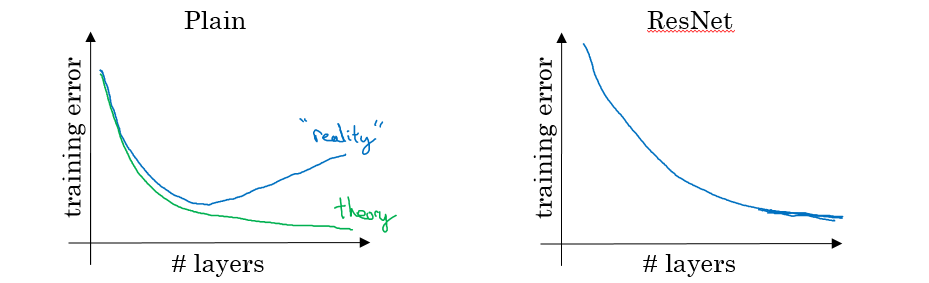 Plain
training error
"reality"
theory
# layers
ResNet
training error
# layers